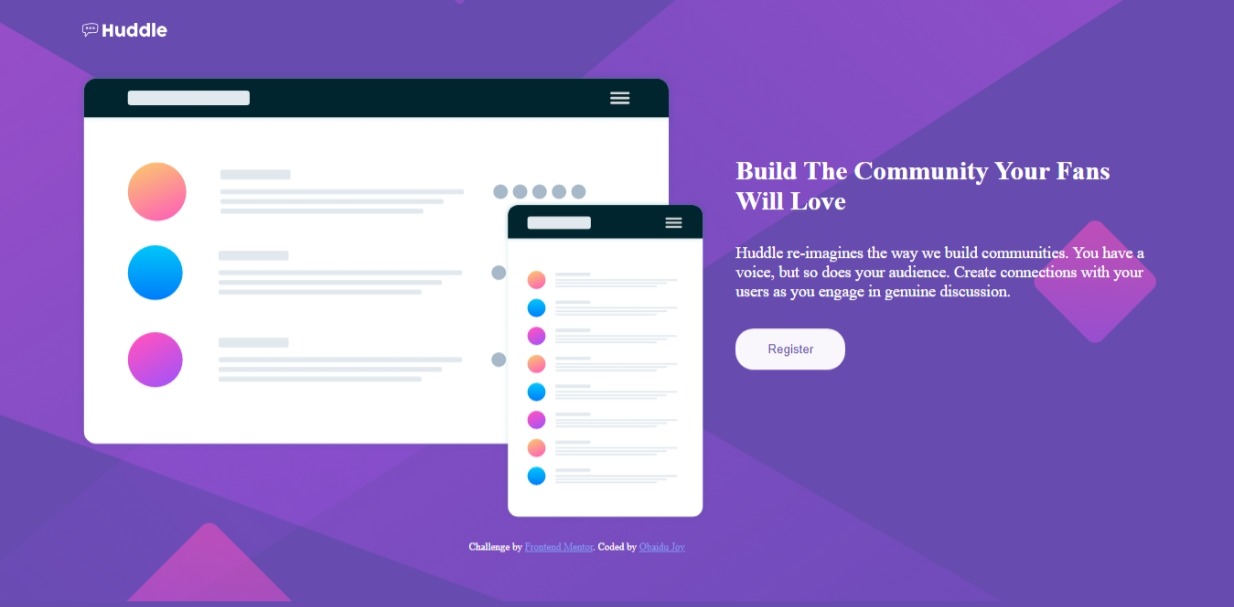 Huddle
Build The Community Your Fans
Will Love
Huddle re-imagines the way we build communities. You have a
voice, but so does your audience. Create connections with your
users as you engage in genuine discussion.
Register
Challenge by Frontend Mentor. Coded by Obaidu Joy